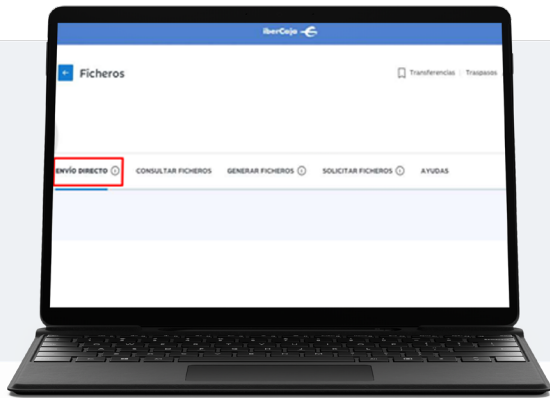 iberCaja
Ficheros
Transferencias | Traspasos
ENVÍO DIRECTO
CONSULTAR FICHEROS
GENERAR FICHEROS
SOLICITAR FICHEROS
AYUDAS